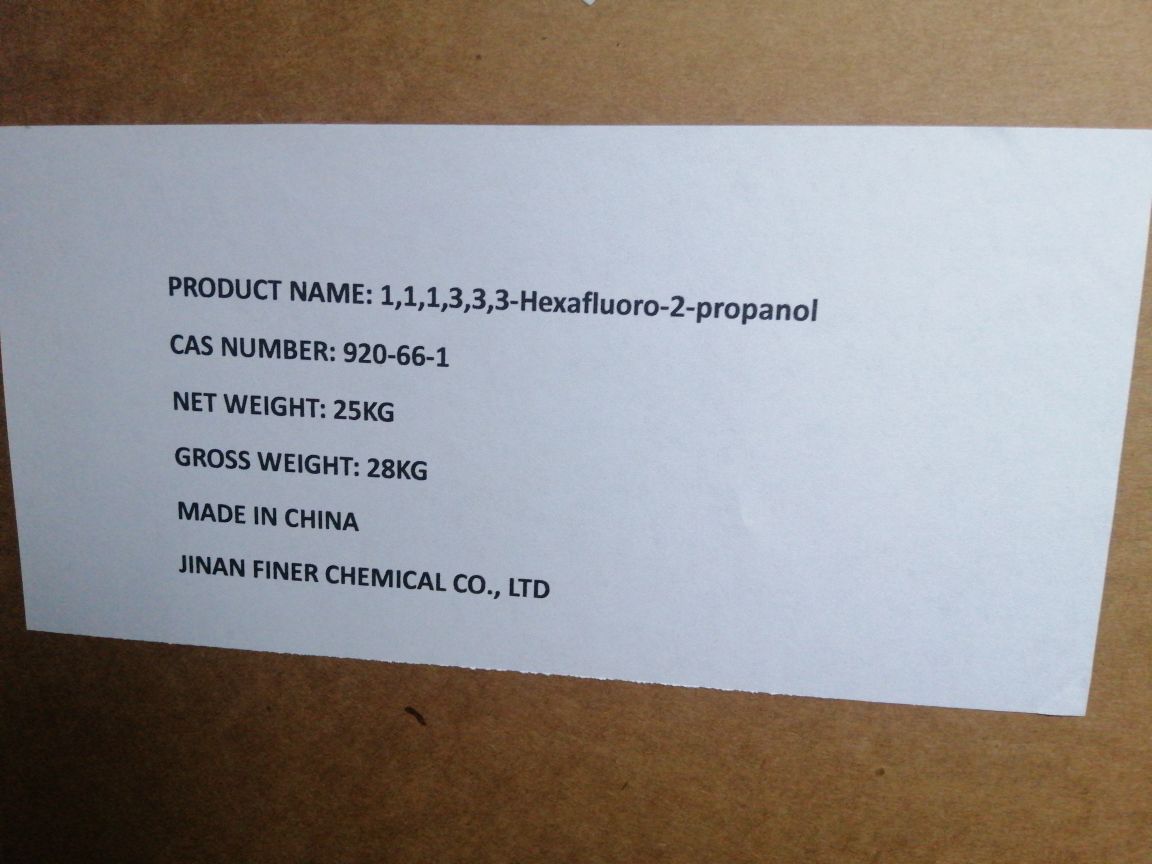 PRODUCT NAME: 1,1,1,3,3,3-Hexafluoro-2-propanol
CAS NUMBER: 920-66-1
NET WEIGHT: 25KG
GROSS WEIGHT: 28KG
MADE IN CHINA
JINAN FINER CHEMICAL CO., LTD